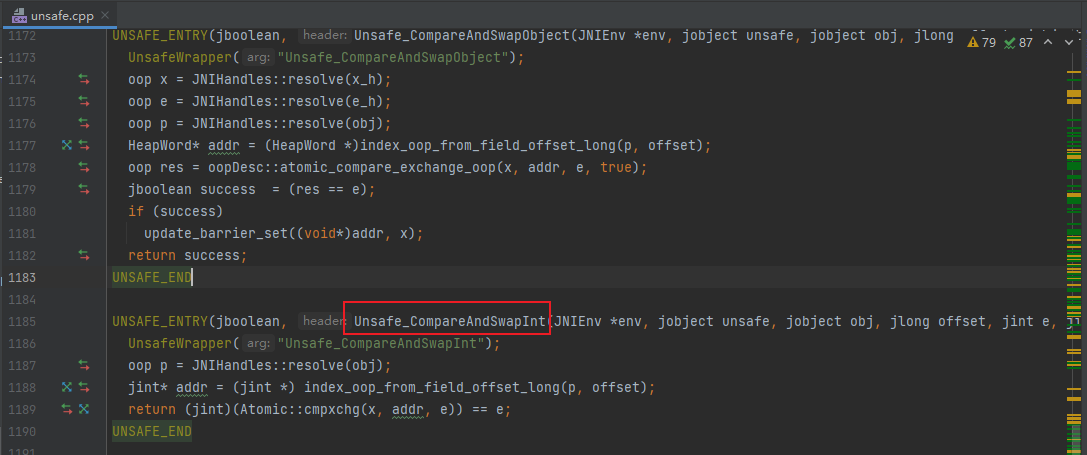 unsafe.cpp
79 87
1172 UNSAFE_ENTRY(jboolean, header: Unsafe_CompareAndSwapObject(JNIEnv *env, jobject unsafe, jobject obj, jlong
1173 UnsafeWrapper( arg: "Unsafe_CompareAndSwapObject");
1174 oop x = JNIHandles::resolve(x_h);
1175 oop e = JNIHandles::resolve(e_h);
1176 oop p = JNIHandles::resolve(obj);
1177 HeapWord* addr = (HeapWord *)index_oop_from_field_offset_long(p, offset);
1178 oop res = oopDesc::atomic_compare_exchange_oop(x, addr, e, true);
1179 jboolean success  = (res == e);
1180 if (success)
1181 update_barrier_set((void*)addr, x);
1182 return success;
1183 UNSAFE_END
1184
1185 UNSAFE_ENTRY(jboolean, header: Unsafe_CompareAndSwapInt(JNIEnv *env, jobject unsafe, jobject obj, jlong offset, jint e,
1186 UnsafeWrapper( arg: "Unsafe_CompareAndSwapInt");
1187 oop p = JNIHandles::resolve(obj);
1188 jint* addr = (jint *) index_oop_from_field_offset_long(p, offset);
1189 return (jint)(Atomic::cmpxchg(x, addr, e)) == e;
1190 UNSAFE_END
1191